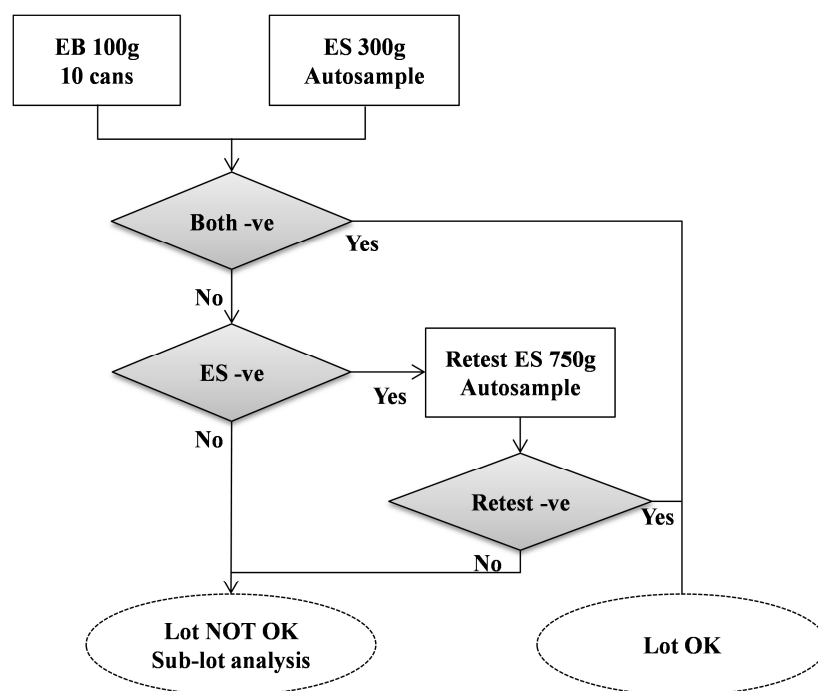 EB 100g
10 cans
ES 300g
Autosample
Both -ve
Yes
No
ES -ve
Yes
Retest ES 750g
Autosample
No
Retest -ve
Yes
No
Lot NOT OK
Sub-lot analysis
Lot OK